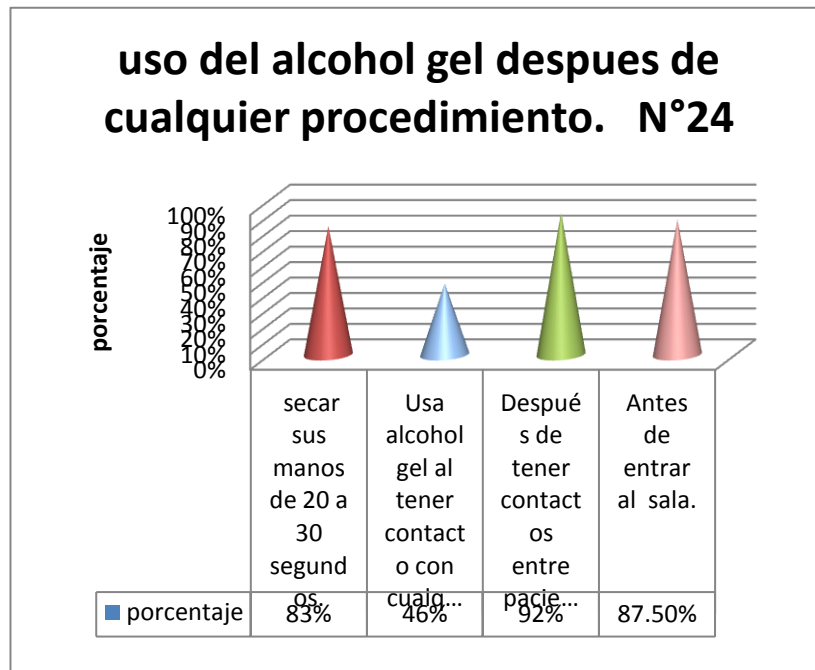 uso del alcohol gel despues de
cualquier procedimiento.   N°24
porcentaje
100%
90%
80%
70%
60%
50%
40%
30%
20%
10%
0%
secar
sus
manos
de 20 a
30
segund
os.
Usa
alcohol
gel al
tener
contact
o con
cualq…
Despué
s de
tener
contact
os
entre
pacie…
Antes
de
entrar
al  sala.
porcentaje
83%
46%
92%
87.50%